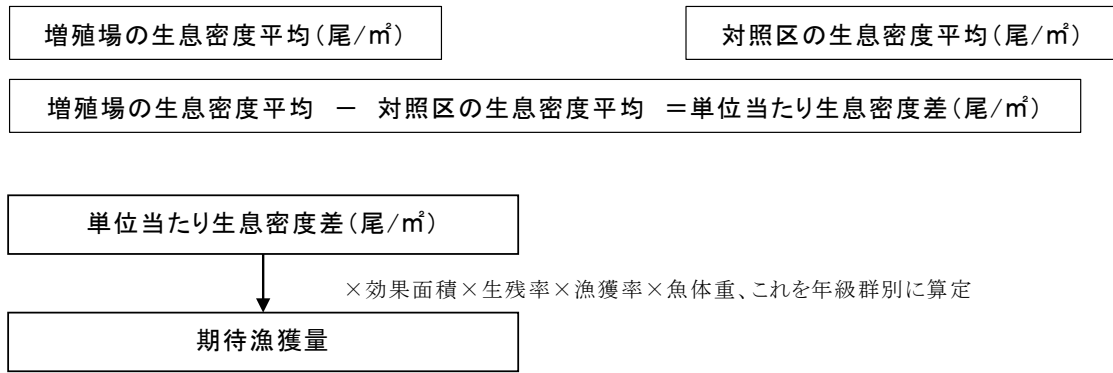 増殖場の生息密度平均(尾/㎡)
対照区の生息密度平均(尾/㎡)
増殖場の生息密度平均 － 対照区の生息密度平均 ＝単位当たり生息密度差(尾/㎡)
単位当たり生息密度差(尾/㎡)
×効果面積×生残率×漁獲率×魚体重、これを年級群別に算定
期待漁獲量